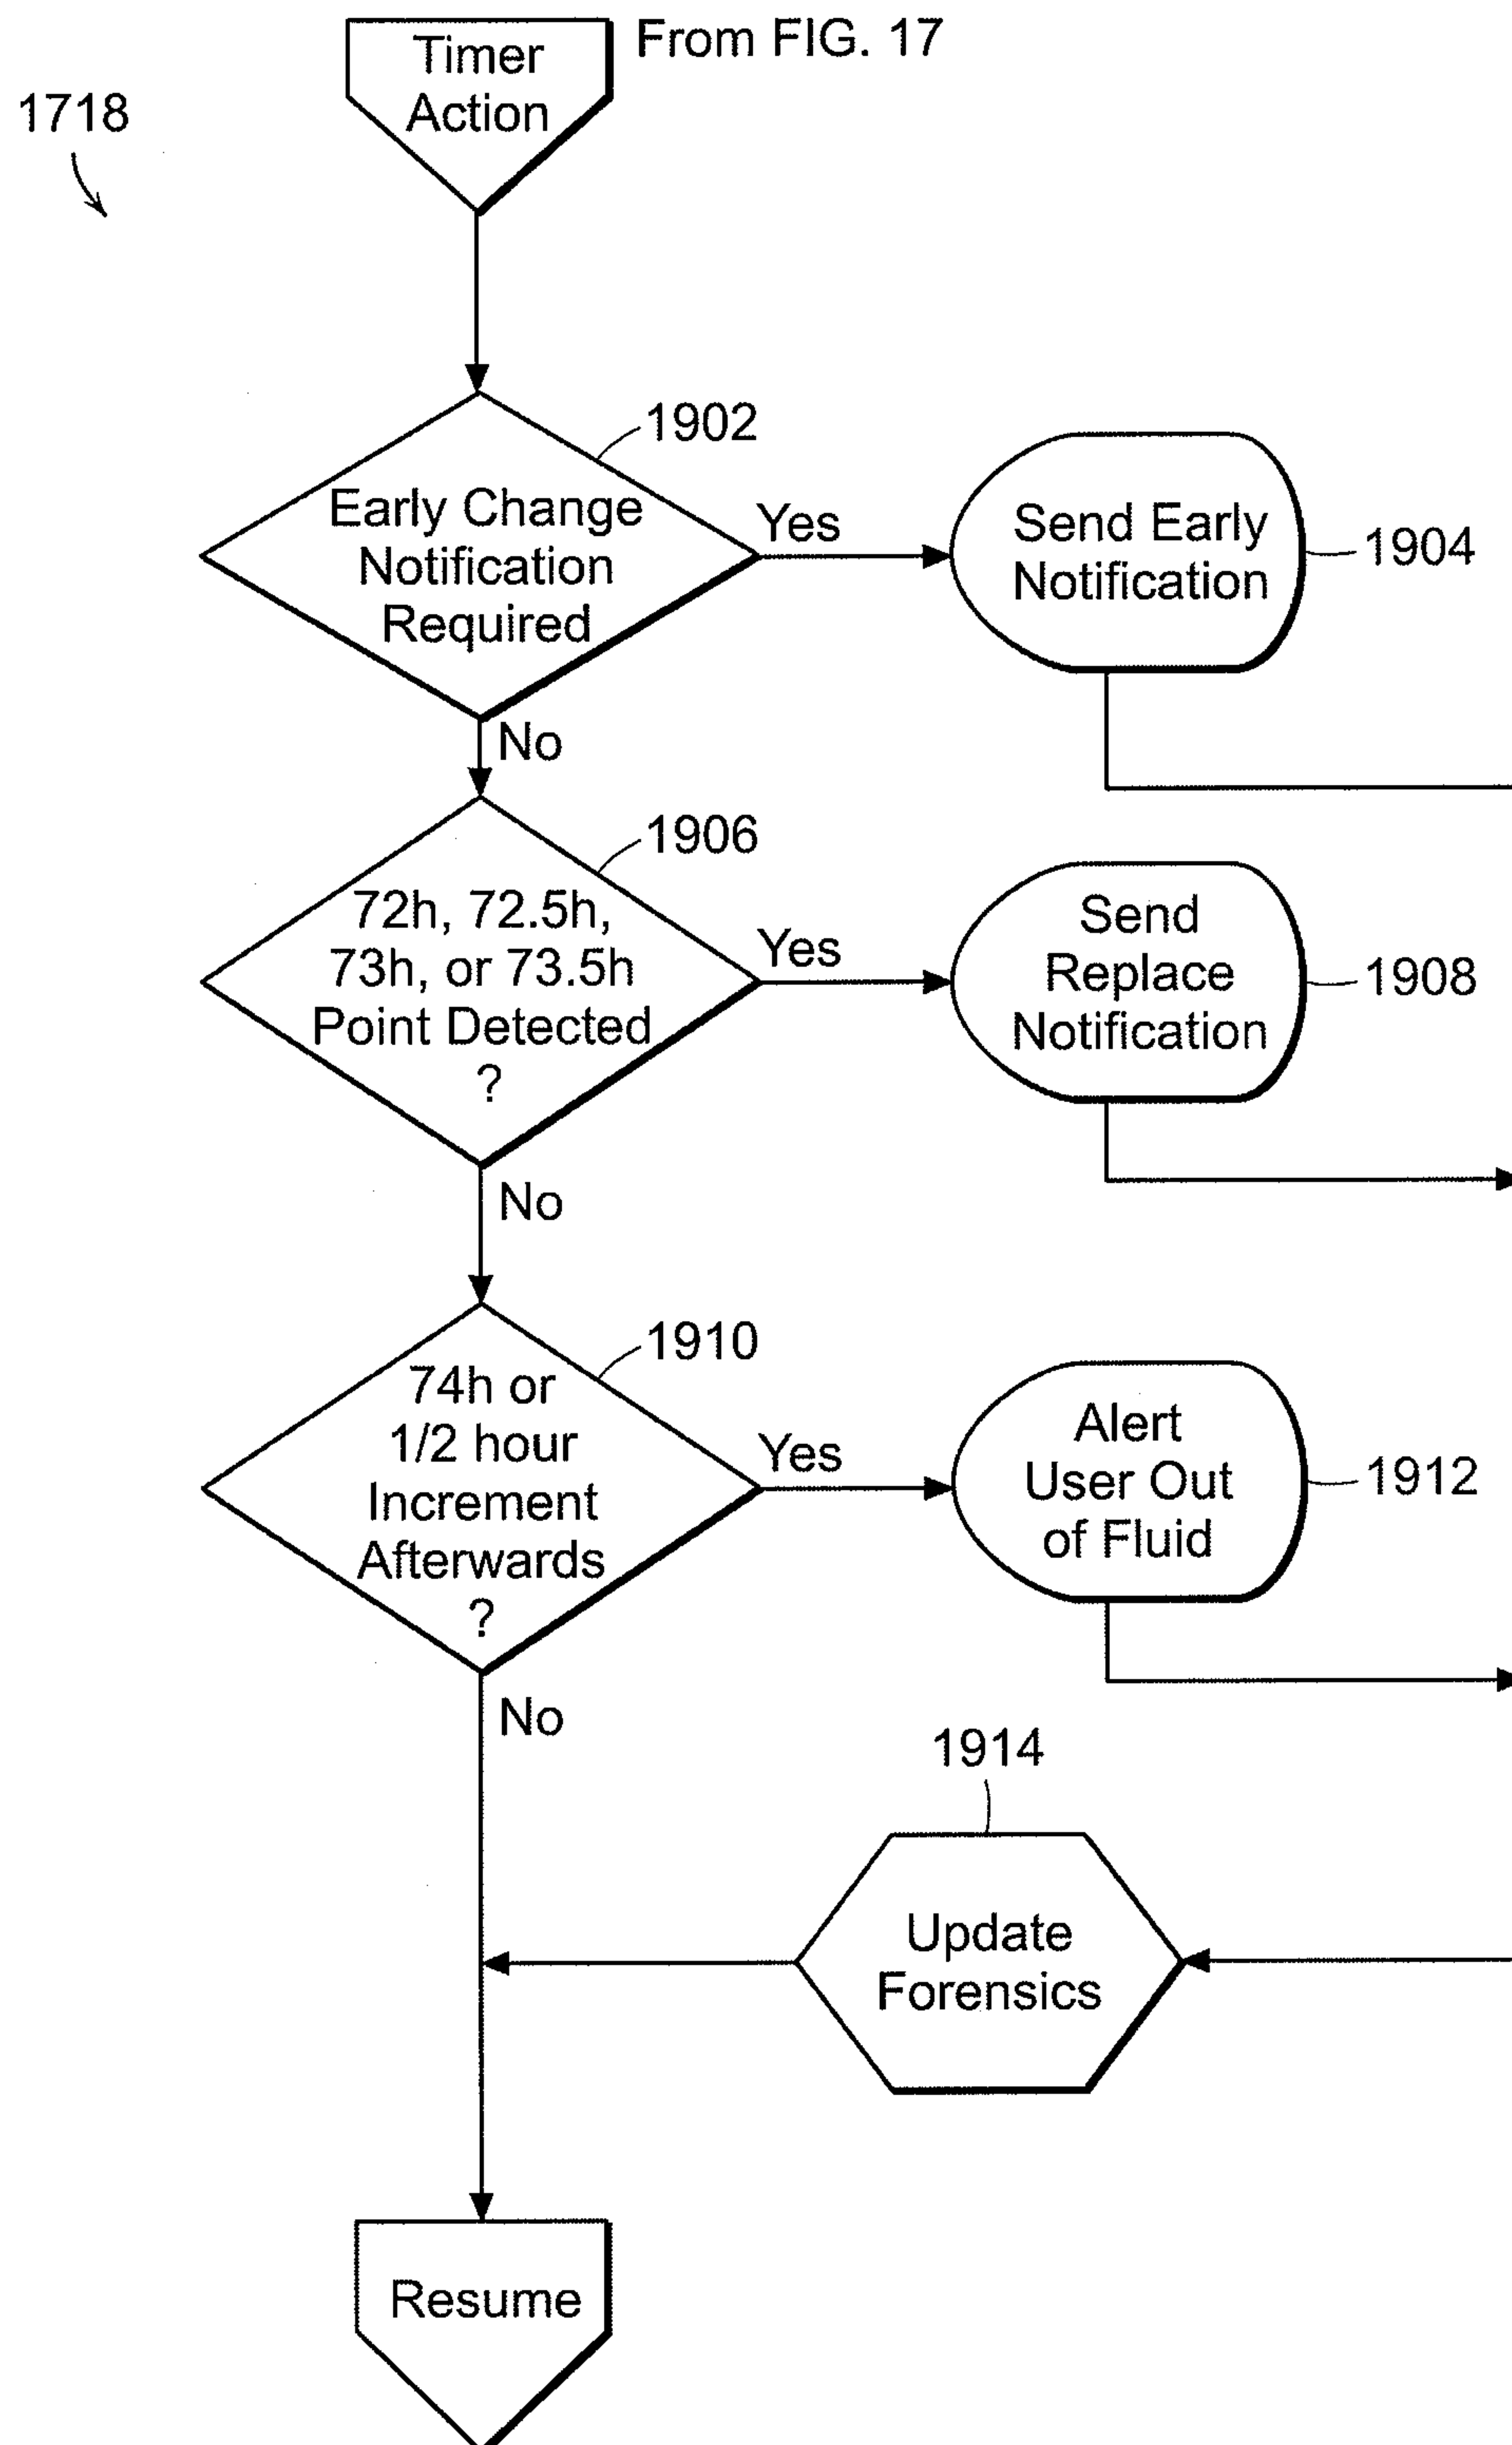 Timer
Action
From FIG. 17
1718
1902
Early Change
Notification
Required
Yes
Send Early
Notification
1904
No
1906
72h, 72.5h,
73h, or 73.5h
Point Detected
?
Yes
Send
Replace
Notification
1908
No
1910
74h or
1/2 hour
Increment
Afterwards
?
Yes
Alert
User Out
of Fluid
1912
No
1914
Update
Forensics
Resume